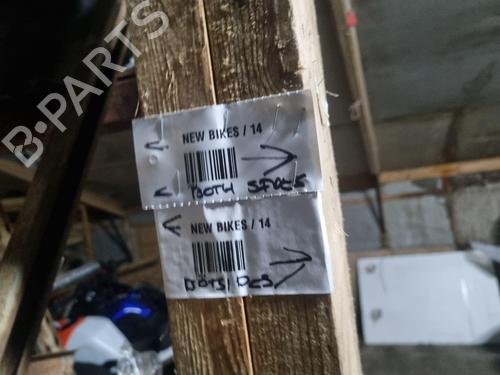 B-PARTS
NEW BIKES / 14
BOTH SIDES
NEW BIKES / 14